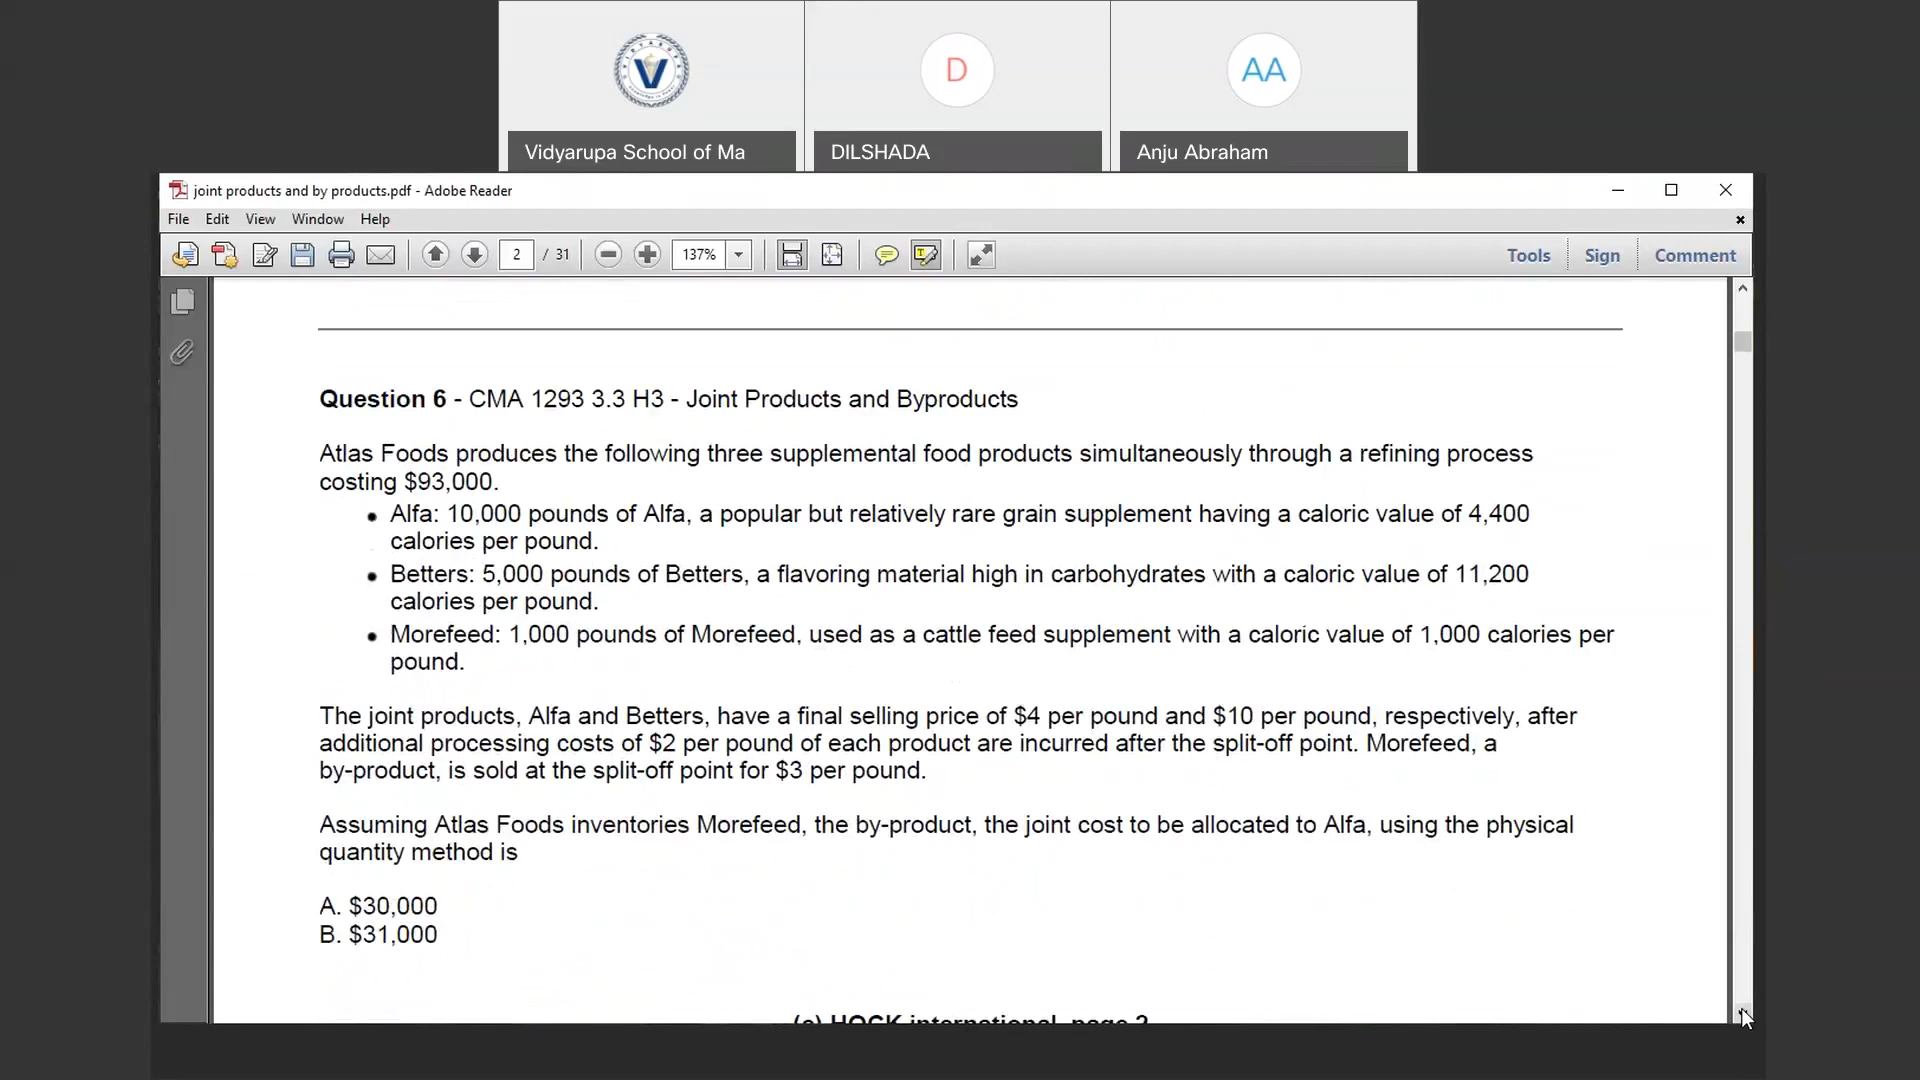 D
AA
V
Vidyarupa School of Ma
DILSHADA
Anju Abraham
joint products and by products.pdf - Adobe Reader
File Edit View Window Help
2 / 31 137% Tools Sign Comment
Question 6 - CMA 1293 3.3 H3 - Joint Products and Byproducts
Atlas Foods produces the following three supplemental food products simultaneously through a refining process
costing $93,000.
• Alfa: 10,000 pounds of Alfa, a popular but relatively rare grain supplement having a caloric value of 4,400
calories per pound.
• Betters: 5,000 pounds of Betters, a flavoring material high in carbohydrates with a caloric value of 11,200
calories per pound.
• Morefeed: 1,000 pounds of Morefeed, used as a cattle feed supplement with a caloric value of 1,000 calories per
pound.
The joint products, Alfa and Betters, have a final selling price of $4 per pound and $10 per pound, respectively, after
additional processing costs of $2 per pound of each product are incurred after the split-off point. Morefeed, a
by-product, is sold at the split-off point for $3 per pound.
Assuming Atlas Foods inventories Morefeed, the by-product, the joint cost to be allocated to Alfa, using the physical
quantity method is
A. $30,000
B. $31,000
(c) HOCK international, page 2